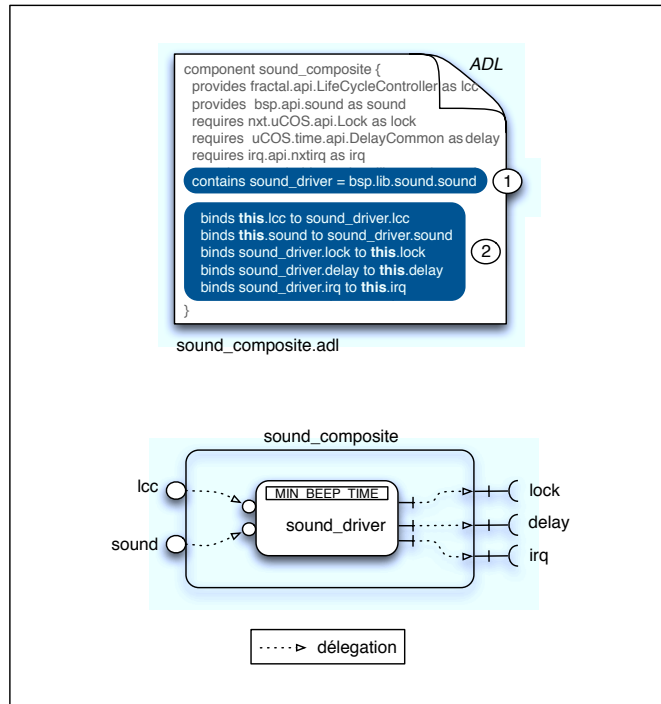 ADL
component sound_composite {
provides fractal.api.LifeCycleController as lcc
provides bsp.api.sound as sound
requires nxt.uCOS.api.Lock as lock
requires uCOS.time.api.DelayCommon as delay
requires irq.api.nxtirq as irq
contains sound_driver = bsp.lib.sound.sound 1
binds this.lcc to sound_driver.lcc
binds this.sound to sound_driver.sound
binds sound_driver.lock to this.lock 2
binds sound_driver.delay to this.delay
binds sound_driver.irq to this.irq
}
sound_composite.adl
sound_composite
lcc
MIN_BEEP_TIME
lock
sound_driver
delay
sound
irq
délegation